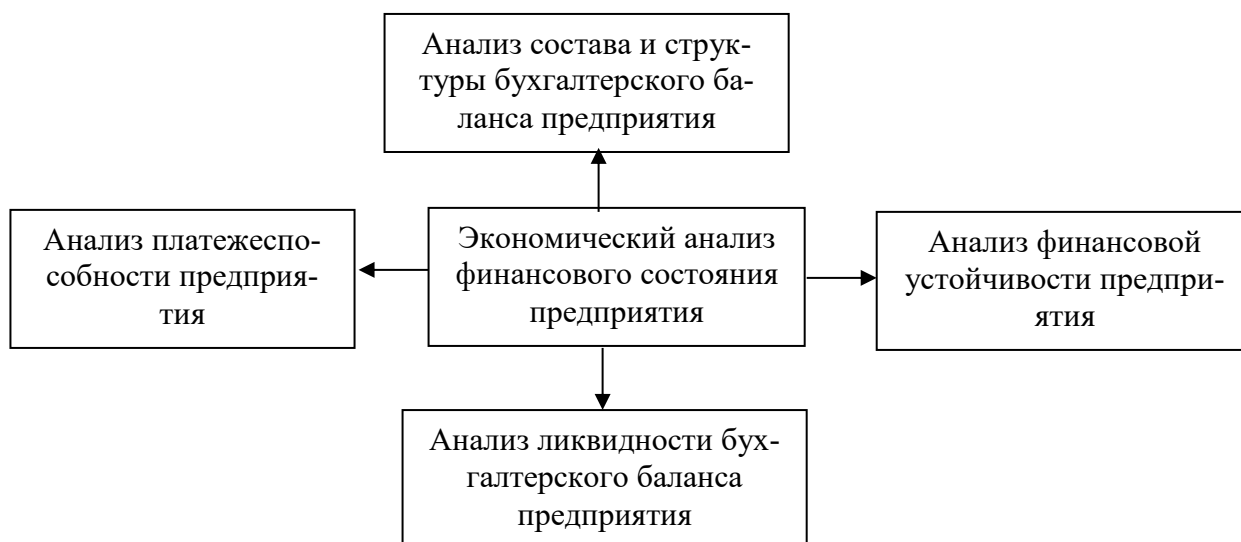 Анализ состава и струк-
туры бухгалтерского ба-
ланса предприятия
Анализ платежеспо-
собности предприя-
тия
Экономический анализ
финансового состояния
предприятия
Анализ финансовой
устойчивости предпри-
ятия
Анализ ликвидности бух-
галтерского баланса
предприятия